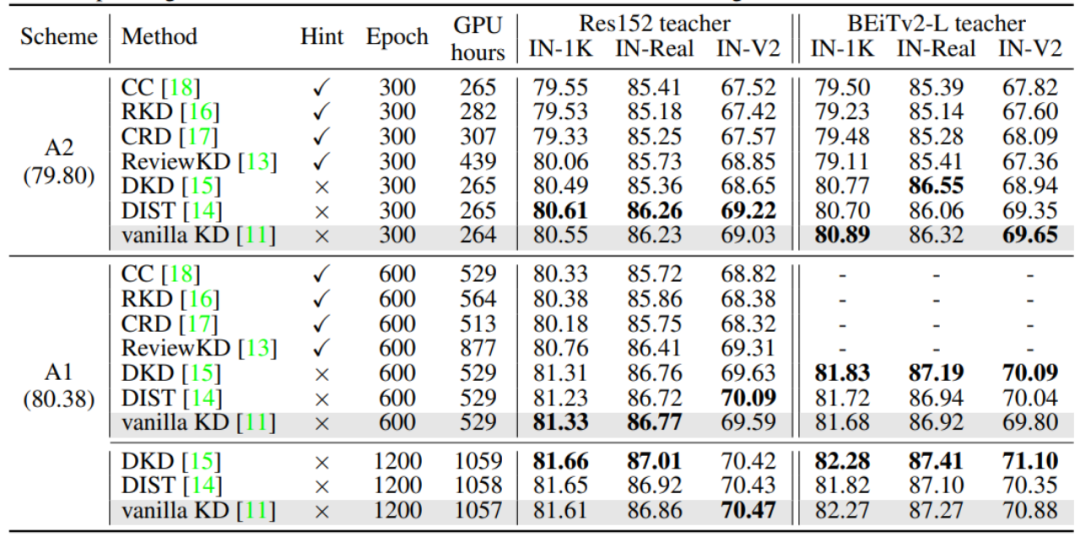 Scheme Method Hint Epoch GPU hours Res152 teacher BEiTv2-L teacher
IN-1K IN-Real IN-V2 IN-1K IN-Real IN-V2
A2 (79.80)
CC [18] ✓ 300 265 79.55 85.41 67.52 79.50 85.39 67.82
RKD [16] ✓ 300 282 79.53 85.18 67.42 79.23 85.14 67.60
CRD [17] ✓ 300 307 79.33 85.25 67.57 79.48 85.28 68.09
ReviewKD [13] ✓ 300 439 80.06 85.73 68.85 79.11 85.41 67.36
DKD [15] × 300 265 80.49 85.36 68.65 80.77 86.55 68.94
DIST [14] × 300 265 80.61 86.26 69.22 80.70 86.06 69.35
vanilla KD [11] × 300 264 80.55 86.23 69.03 80.89 86.32 69.65
A1 (80.38)
CC [18] ✓ 600 529 80.33 85.72 68.82 - - -
RKD [16] ✓ 600 564 80.38 85.86 68.38 - - -
CRD [17] ✓ 600 513 80.18 85.75 68.32 - - -
ReviewKD [13] ✓ 600 877 80.76 86.41 69.31 - - -
DKD [15] × 600 529 81.31 86.76 69.63 81.83 87.19 70.09
DIST [14] × 600 529 81.23 86.72 70.09 81.72 86.94 70.04
vanilla KD [11] × 600 529 81.33 86.77 69.59 81.68 86.92 69.80
DKD [15] × 1200 1059 81.66 87.01 70.42 82.28 87.41 71.10
DIST [14] × 1200 1058 81.65 86.92 70.43 81.82 87.10 70.35
vanilla KD [11] × 1200 1057 81.61 86.86 70.47 82.27 87.27 70.88